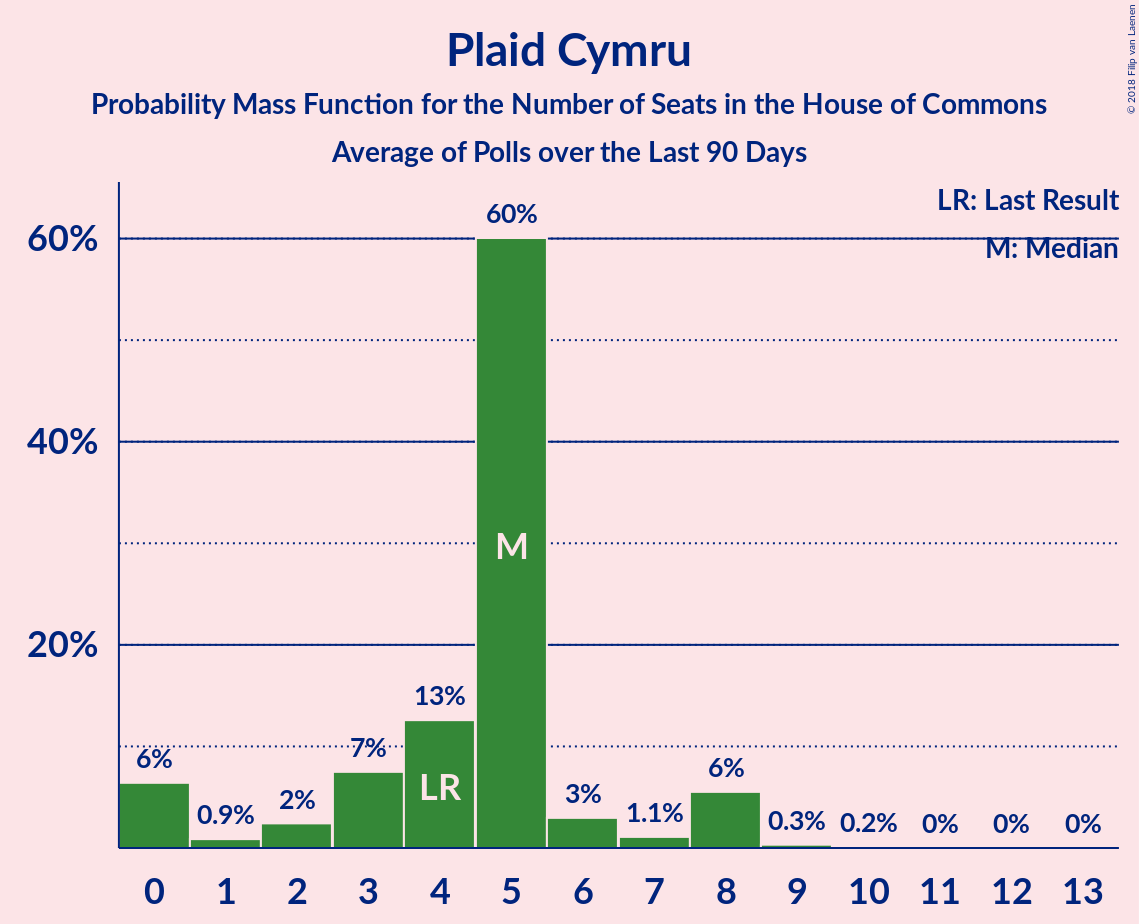 Plaid Cymru
Probability Mass Function for the Number of Seats in the House of Commons
Average of Polls over the Last 90 Days
© 2018 Filip van Laenen
LR: Last Result
M: Median
60%
40%
20%
6%
0.9%
2%
7%
13%
60%
3%
1.1%
6%
0.3%
0.2%
0%
0%
0%
LR
M
0 1 2 3 4 5 6 7 8 9 10 11 12 13